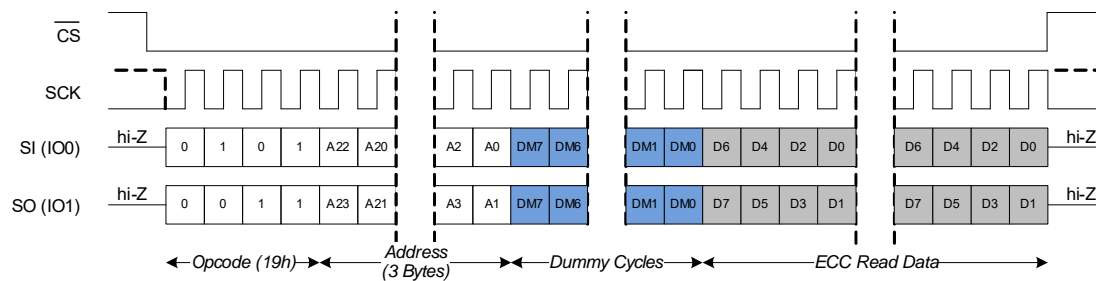 CS
SCK
hi-Z
SI (IO0)
0 1 0 1 A22 A20 A2 A0 DM7 DM6 DM1 DM0 D6 D4 D2 D0 D6 D4 D2 D0
hi-Z
hi-Z
SO (IO1)
0 0 1 1 A23 A21 A3 A1 DM7 DM6 DM1 DM0 D7 D5 D3 D1 D7 D5 D3 D1
hi-Z
Opcode (19h)
Address
(3 Bytes)
Dummy Cycles
ECC Read Data